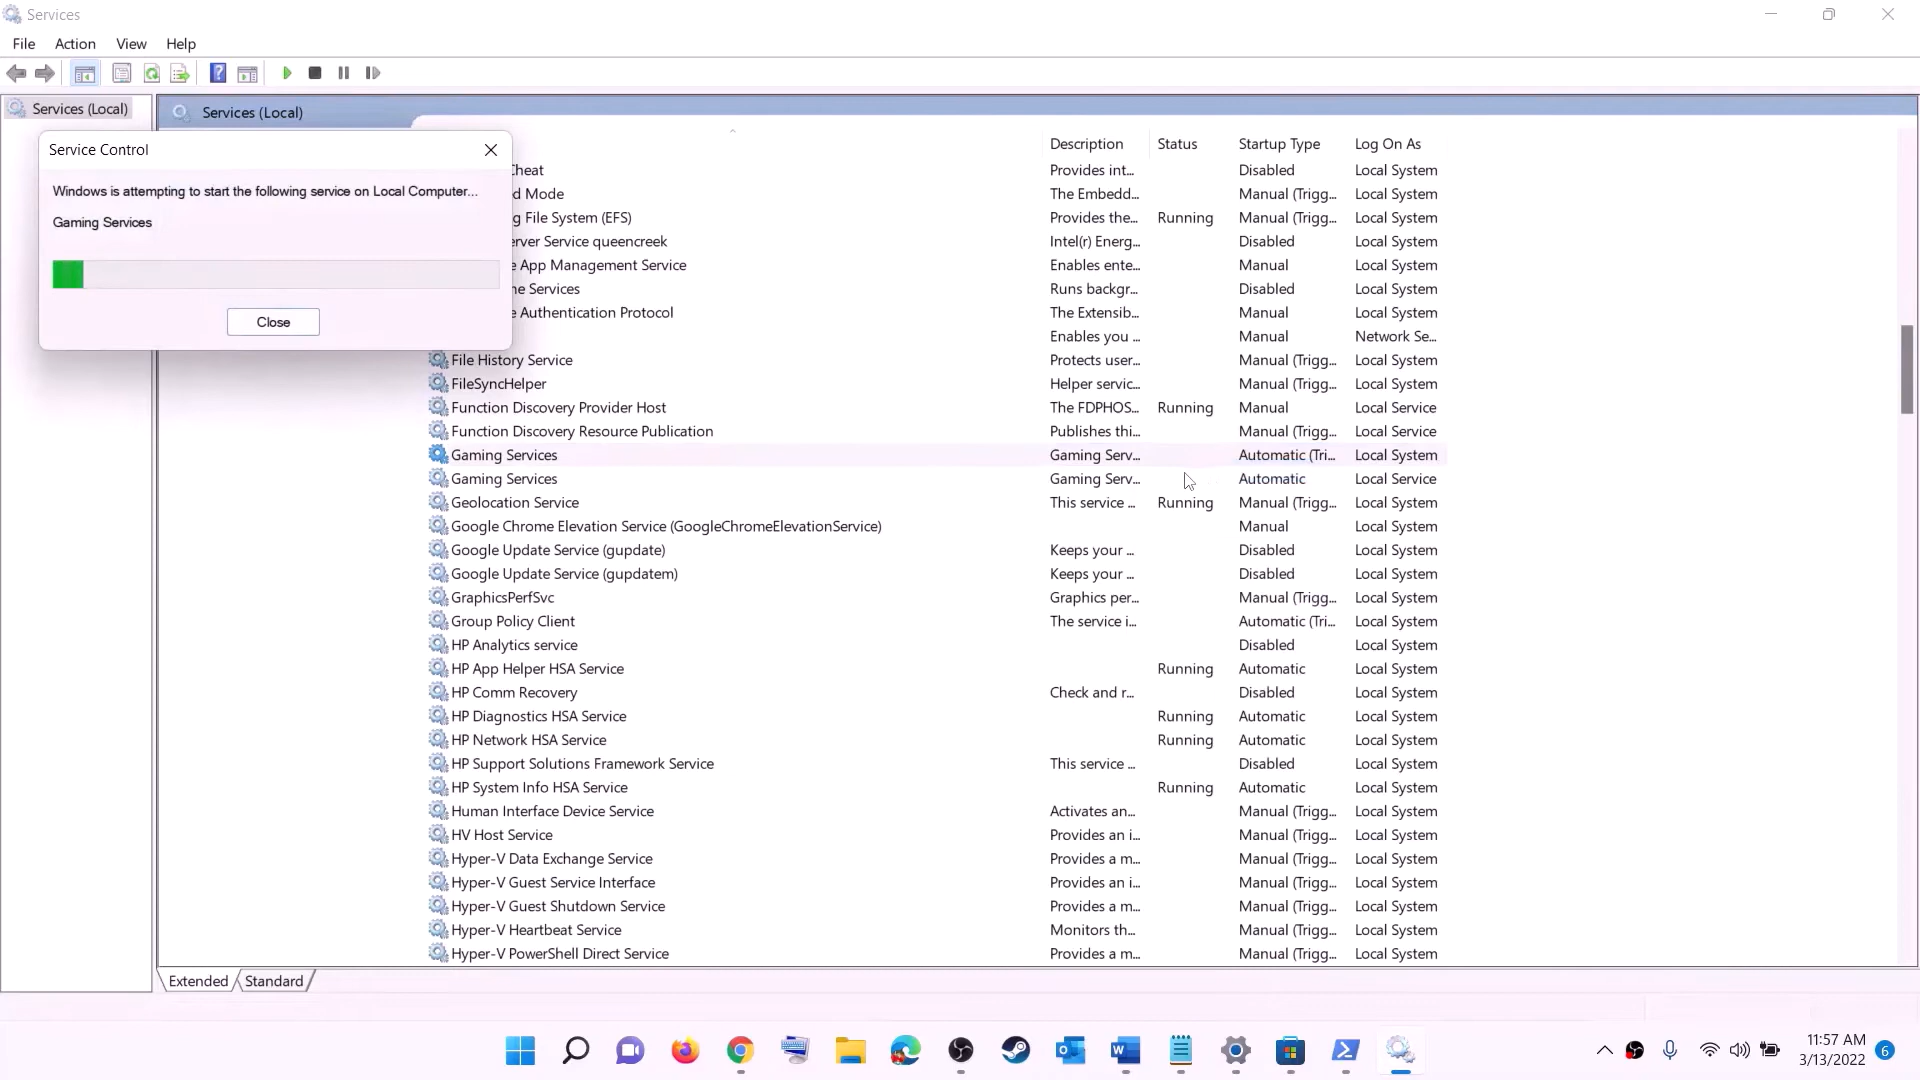 Services
File Action View Help
Services (Local)
Services (Local)
Service Control
Windows is attempting to start the following service on Local Computer...
Gaming Services
Close
Description Status Startup Type Log On As
Cheat Provides int... Disabled Local System
d Mode The Embedd... Manual (Trigg... Local System
g File System (EFS) Provides the... Running Manual (Trigg... Local System
erver Service queencreek Intel(r) Energ... Disabled Local System
e App Management Service Enables ente... Manual Local System
ne Services Runs backgr... Disabled Local System
e Authentication Protocol The Extensib... Manual Local System
Enables you ... Manual Network Se...
File History Service Protects user... Manual (Trigg... Local System
FileSyncHelper Helper servic... Manual (Trigg... Local System
Function Discovery Provider Host The FDPHOS... Running Manual Local Service
Function Discovery Resource Publication Publishes thi... Manual (Trigg... Local Service
Gaming Services Gaming Serv... Automatic (Tri... Local System
Gaming Services Gaming Serv... Automatic Local Service
Geolocation Service This service ... Running Manual (Trigg... Local System
Google Chrome Elevation Service (GoogleChromeElevationService) Manual Local System
Google Update Service (gupdate) Keeps your ... Disabled Local System
Google Update Service (gupdatem) Keeps your ... Disabled Local System
GraphicsPerfSvc Graphics per... Manual (Trigg... Local System
Group Policy Client The service i... Automatic (Tri... Local System
HP Analytics service Disabled Local System
HP App Helper HSA Service Running Automatic Local System
HP Comm Recovery Check and r... Disabled Local System
HP Diagnostics HSA Service Running Automatic Local System
HP Network HSA Service Running Automatic Local System
HP Support Solutions Framework Service This service ... Disabled Local System
HP System Info HSA Service Running Automatic Local System
Human Interface Device Service Activates an... Manual (Trigg... Local System
HV Host Service Provides an i... Manual (Trigg... Local System
Hyper-V Data Exchange Service Provides a m... Manual (Trigg... Local System
Hyper-V Guest Service Interface Provides an i... Manual (Trigg... Local System
Hyper-V Guest Shutdown Service Provides a m... Manual (Trigg... Local System
Hyper-V Heartbeat Service Monitors th... Manual (Trigg... Local System
Hyper-V PowerShell Direct Service Provides a m... Manual (Trigg... Local System
Extended Standard
11:57 AM
3/13/2022
6